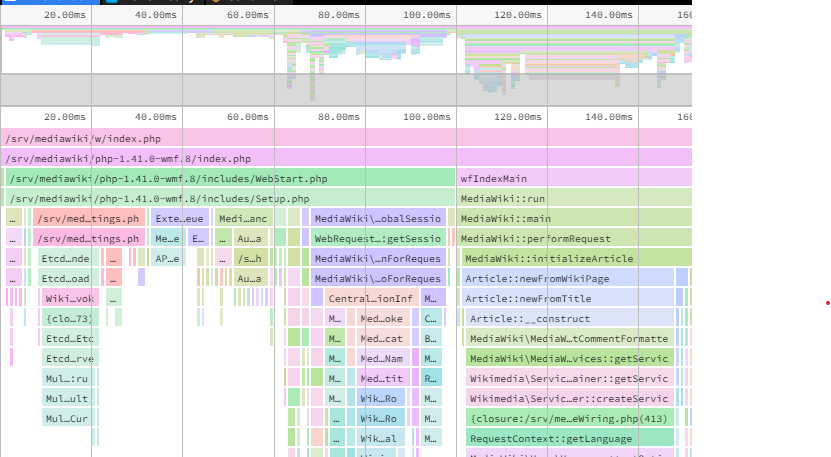 20.00ms 40.00ms 60.00ms 80.00ms 100.00ms 120.00ms 140.00ms 16
20.00ms 40.00ms 60.00ms 80.00ms 100.00ms 120.00ms 140.00ms
/srv/mediawiki/w/index.php
/srv/mediawiki/php-1.41.0-wmf.8/index.php
/srv/mediawiki/php-1.41.0-wmf.8/includes/WebStart.php wfIndexMain
/srv/mediawiki/php-1.41.0-wmf.8/includes/Setup.php MediaWiki::run
… /srv/med…tings.ph Exte…eue Medi…anc MediaWiki\…obalSessio MediaWiki::main
… /srv/med…tings.ph Me…e E… … Au…a WebRequest::getSessio MediaWiki::performRequest
… Etcd…nde … AP…e … /s…h MediaWiki\…nForReques MediaWiki::initializeArticle
… Etcd…oad … Au…a MediaWiki\…oForReques Article::newFromWikiPage
Wiki…vok … Central…ionInf M… Article::newFromTitle
{clo…73) M… Med…oke C… Article::__construct
Etcd…Etc M… Med…cat B… MediaWiki\MediaW…tCommentFormatte
Etcd…rve M… Med…Nam M… MediaWiki\MediaWi…vices::getServic
Mul…:ru M… Med…tit R… Wikimedia\Servic…ainer::getServic
Mul…ult M… Wik…Ro M… Wikimedia\Servic…er::createServic
Mul…Cur … Wik…Ro M… {closure:/srv/me…eWiring.php(413)
… Wik…al M… RequestContext::getLanguage